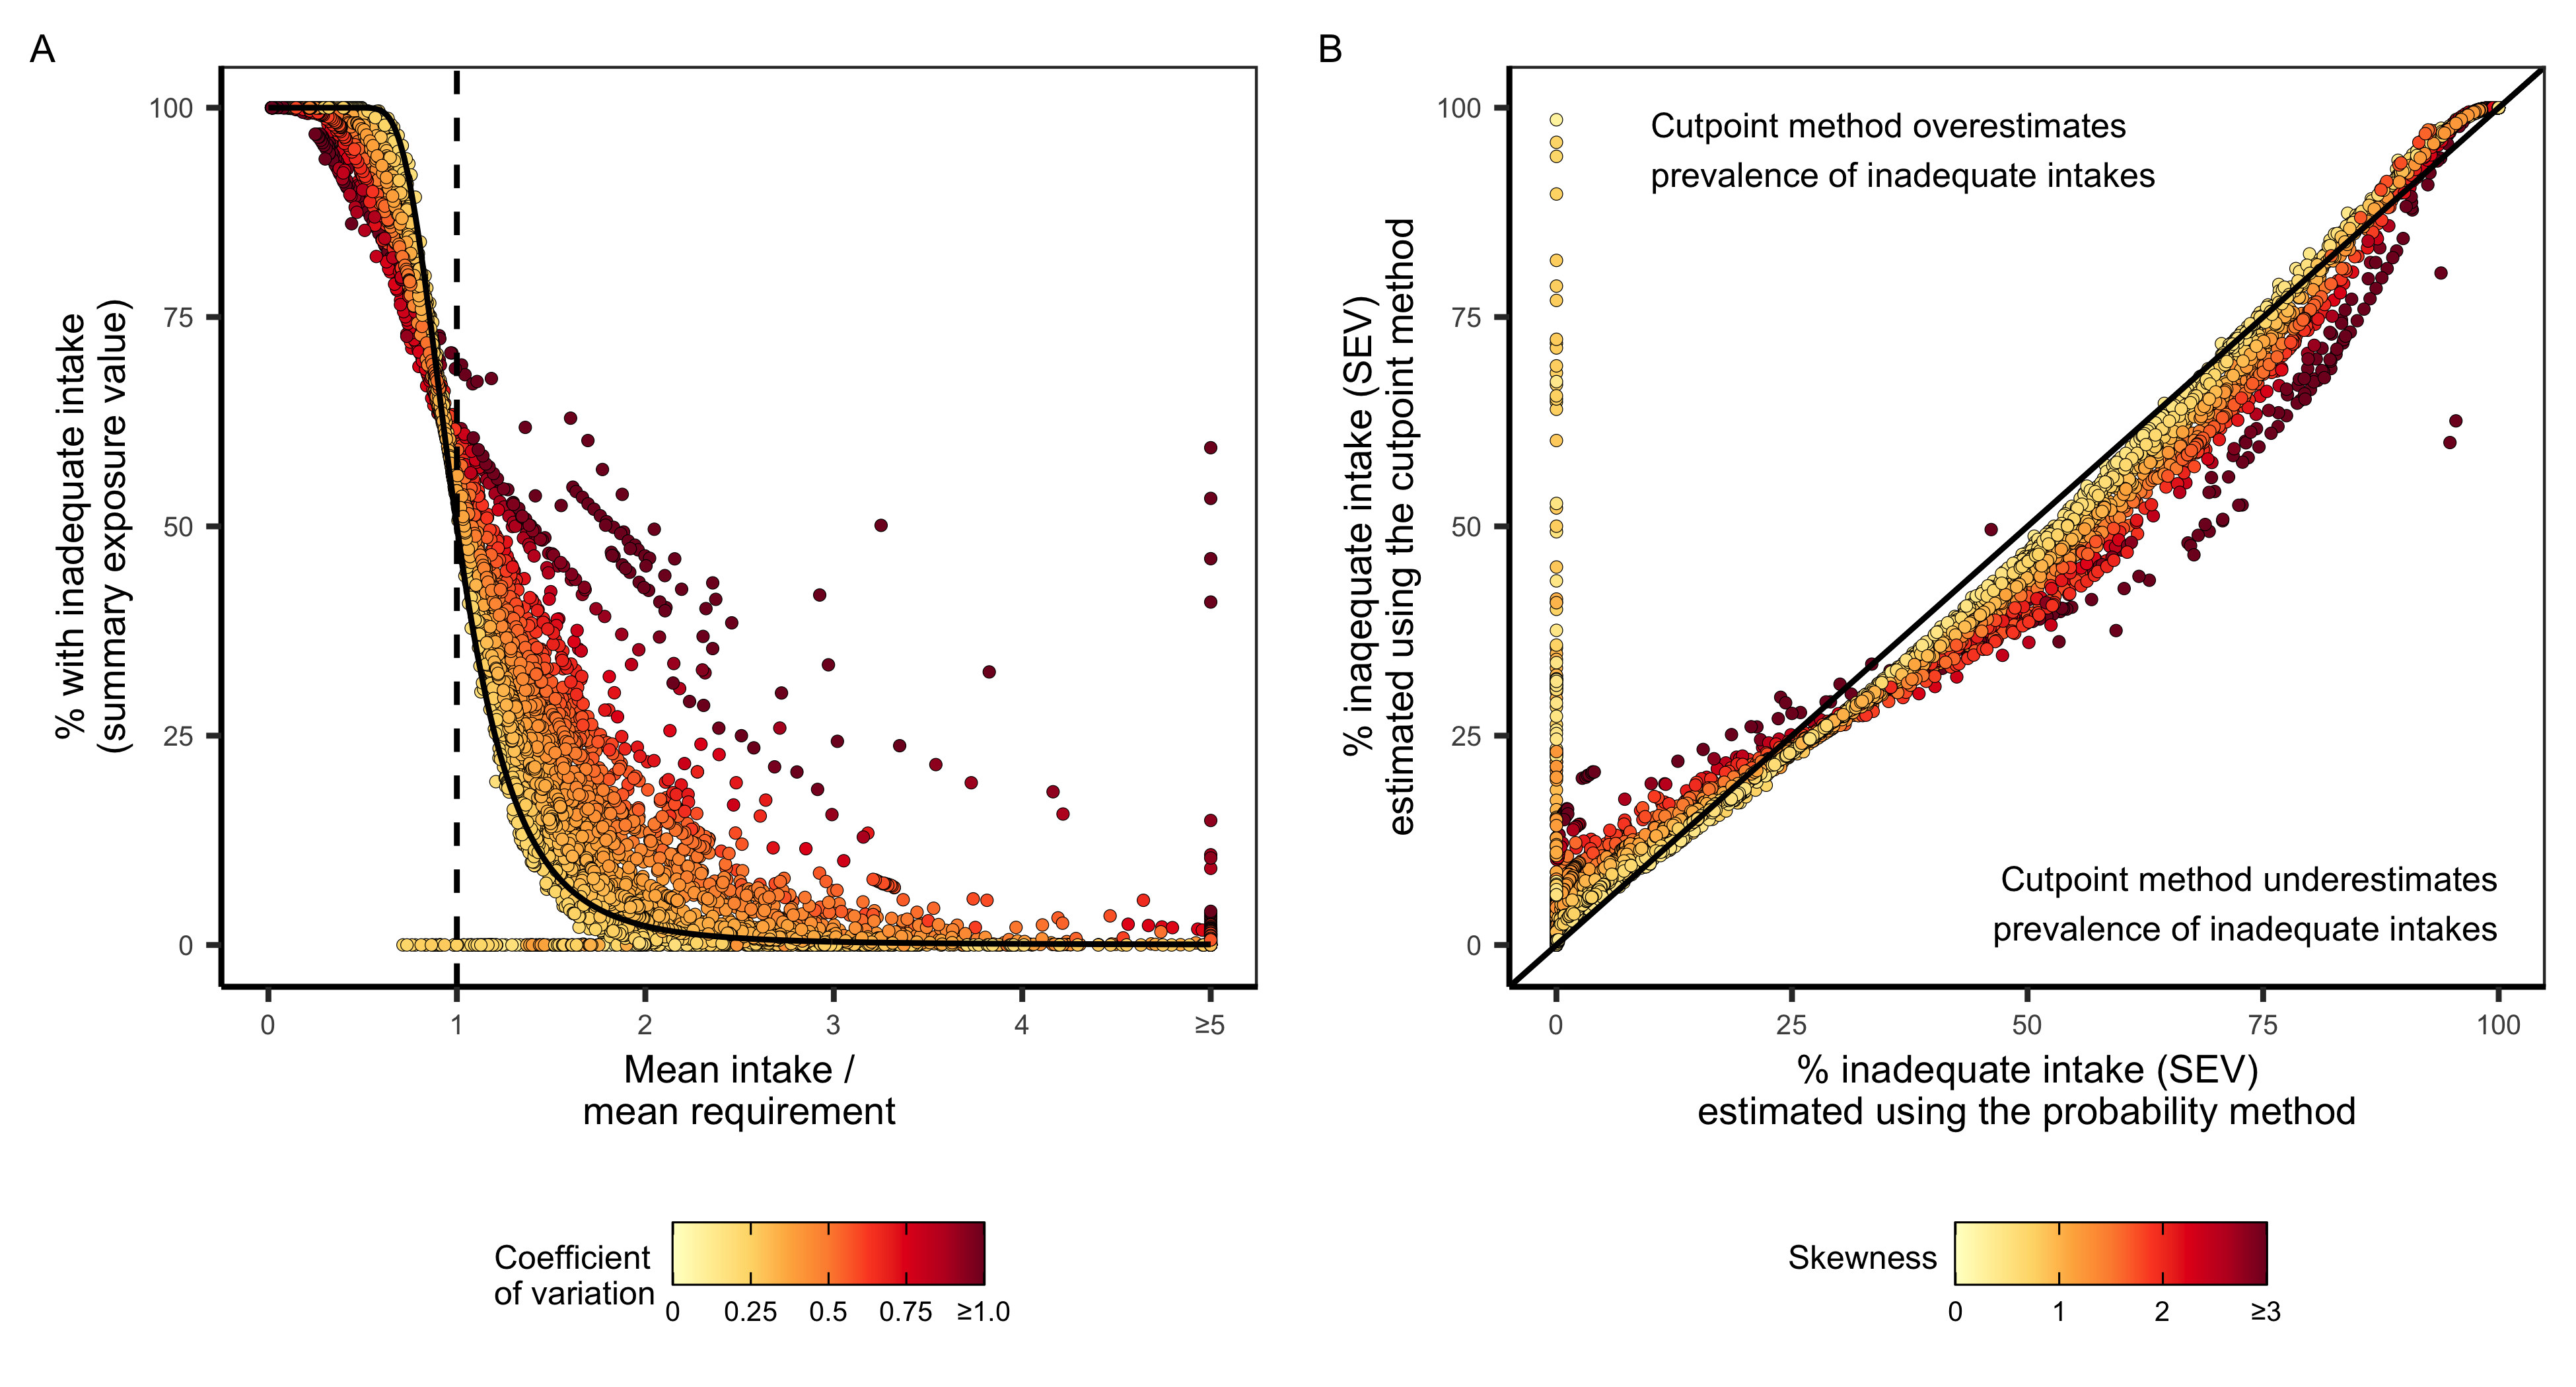 A
100
75
50
25
0
% with inadequate intake
(summary exposure value)
0
1
2
3
4
≥5
Mean intake /
mean requirement
Coefficient
of variation
0
0.25
0.5
0.75
≥1.0
B
Cutpoint method overestimates
prevalence of inadequate intakes
Cutpoint method underestimates
prevalence of inadequate intakes
100
75
50
25
0
% inaqequate intake (SEV)
estimated using the cutpoint method
0
25
50
75
100
% inadequate intake (SEV)
estimated using the probability method
Skewness
0
1
2
≥3